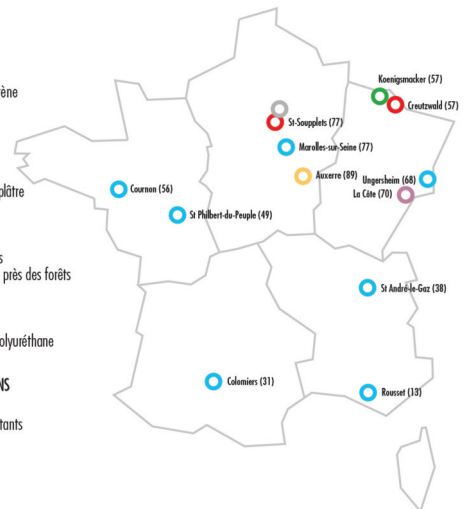 ène
plâtre
s
près des forêts
olyuréthane
NS
tants
Koenigsmacker (57)
Creutzwald (57)
St-Soupplets (77)
Marolles-sur-Seine (77)
Auxerre (89)
Ungersheim (68)
La Côte (70)
Cournon (56)
St Philbert-du-Peuple (49)
St André-le-Gaz (38)
Colomiers (31)
Rousset (13)